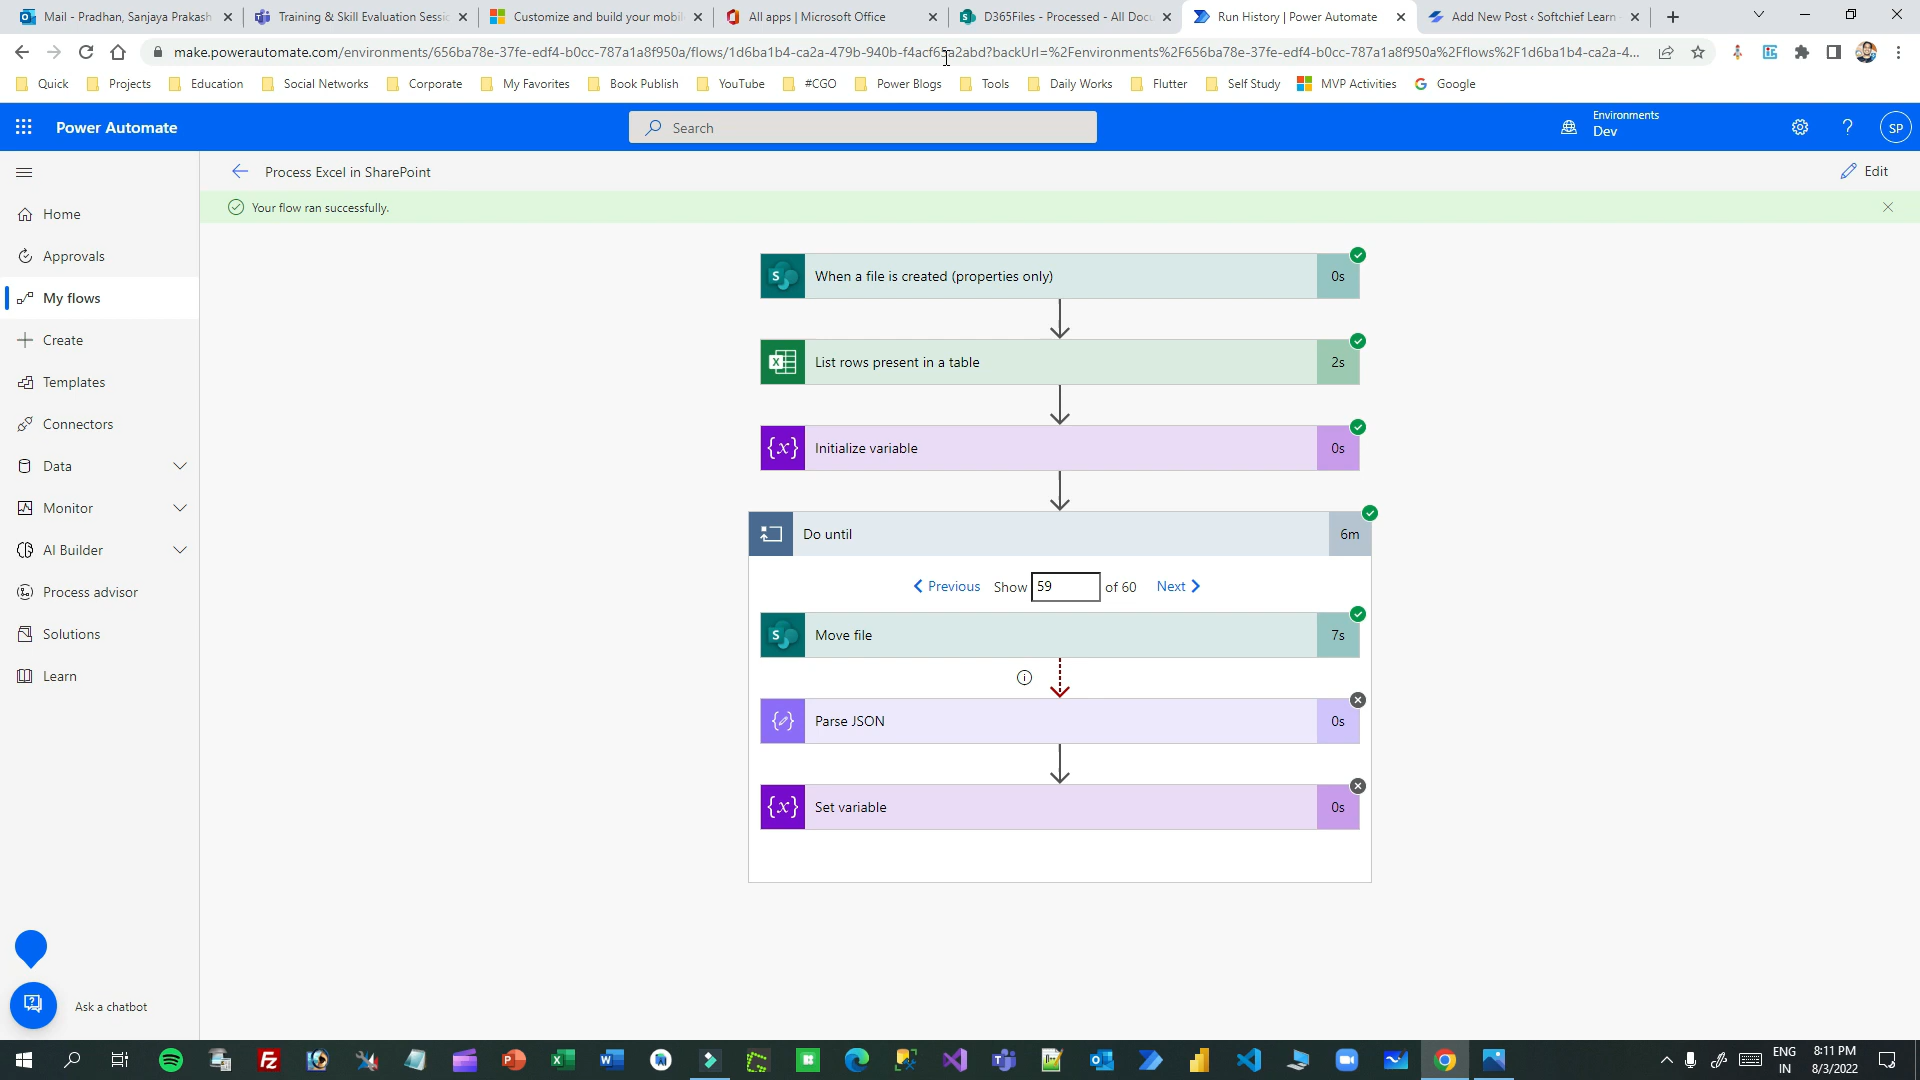 Mail - Pradhan, Sanjaya Prakash
Training & Skill Evaluation Sessic
Customize and build your mobil
All apps | Microsoft Office
D365Files - Processed - All Docu
Run History | Power Automate
Add New Post ‹ Softchief Learn
make.powerautomate.com/environments/656ba78e-37fe-edf4-b0cc-787a1a8f950a/flows/1d6ba1b4-ca2a-479b-940b-f4acf65a2abd?backUrl=%2Fenvironments%2F656ba78e-37fe-edf4-b0cc-787a1a8f950a%2Fflows%2F1d6ba1b4-ca2a-4...
Quick
Projects
Education
Social Networks
Corporate
My Favorites
Book Publish
YouTube
#CGO
Power Blogs
Tools
Daily Works
Flutter
Self Study
MVP Activities
Google
Power Automate
Search
Environments
Dev
SP
Process Excel in SharePoint
Edit
Your flow ran successfully.
Home
Approvals
My flows
Create
Templates
Connectors
Data
Monitor
AI Builder
Process advisor
Solutions
Learn
Ask a chatbot
When a file is created (properties only)
0s
List rows present in a table
2s
Initialize variable
0s
Do until
6m
Previous
Show
59
of 60
Next
Move file
7s
Parse JSON
0s
Set variable
0s
ENG
IN
8:11 PM
8/3/2022